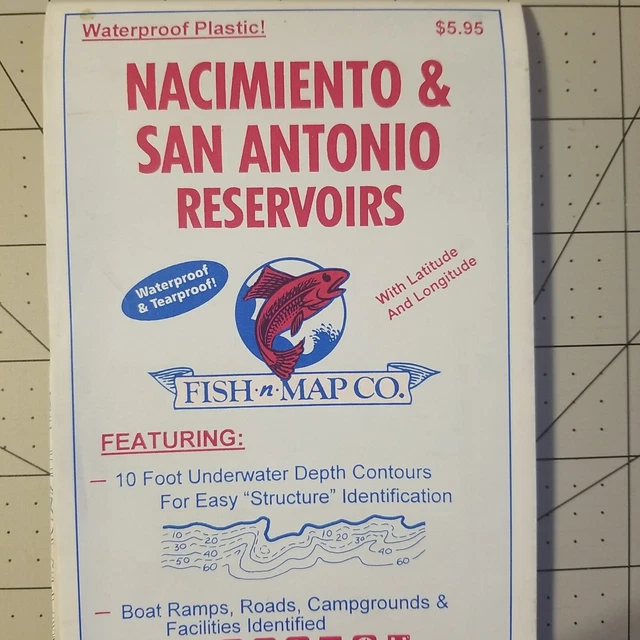 Waterproof Plastic! $5.95
NACIMIENTO &
SAN ANTONIO
RESERVOIRS
Waterproof
& Tearproof!
With Latitude
And Longitude
FISH-n-MAP CO.
FEATURING:
— 10 Foot Underwater Depth Contours
For Easy “Structure” Identification
10 20 10 20 30
30 40 40
50 60 60
— Boat Ramps, Roads, Campgrounds &
Facilities Identified